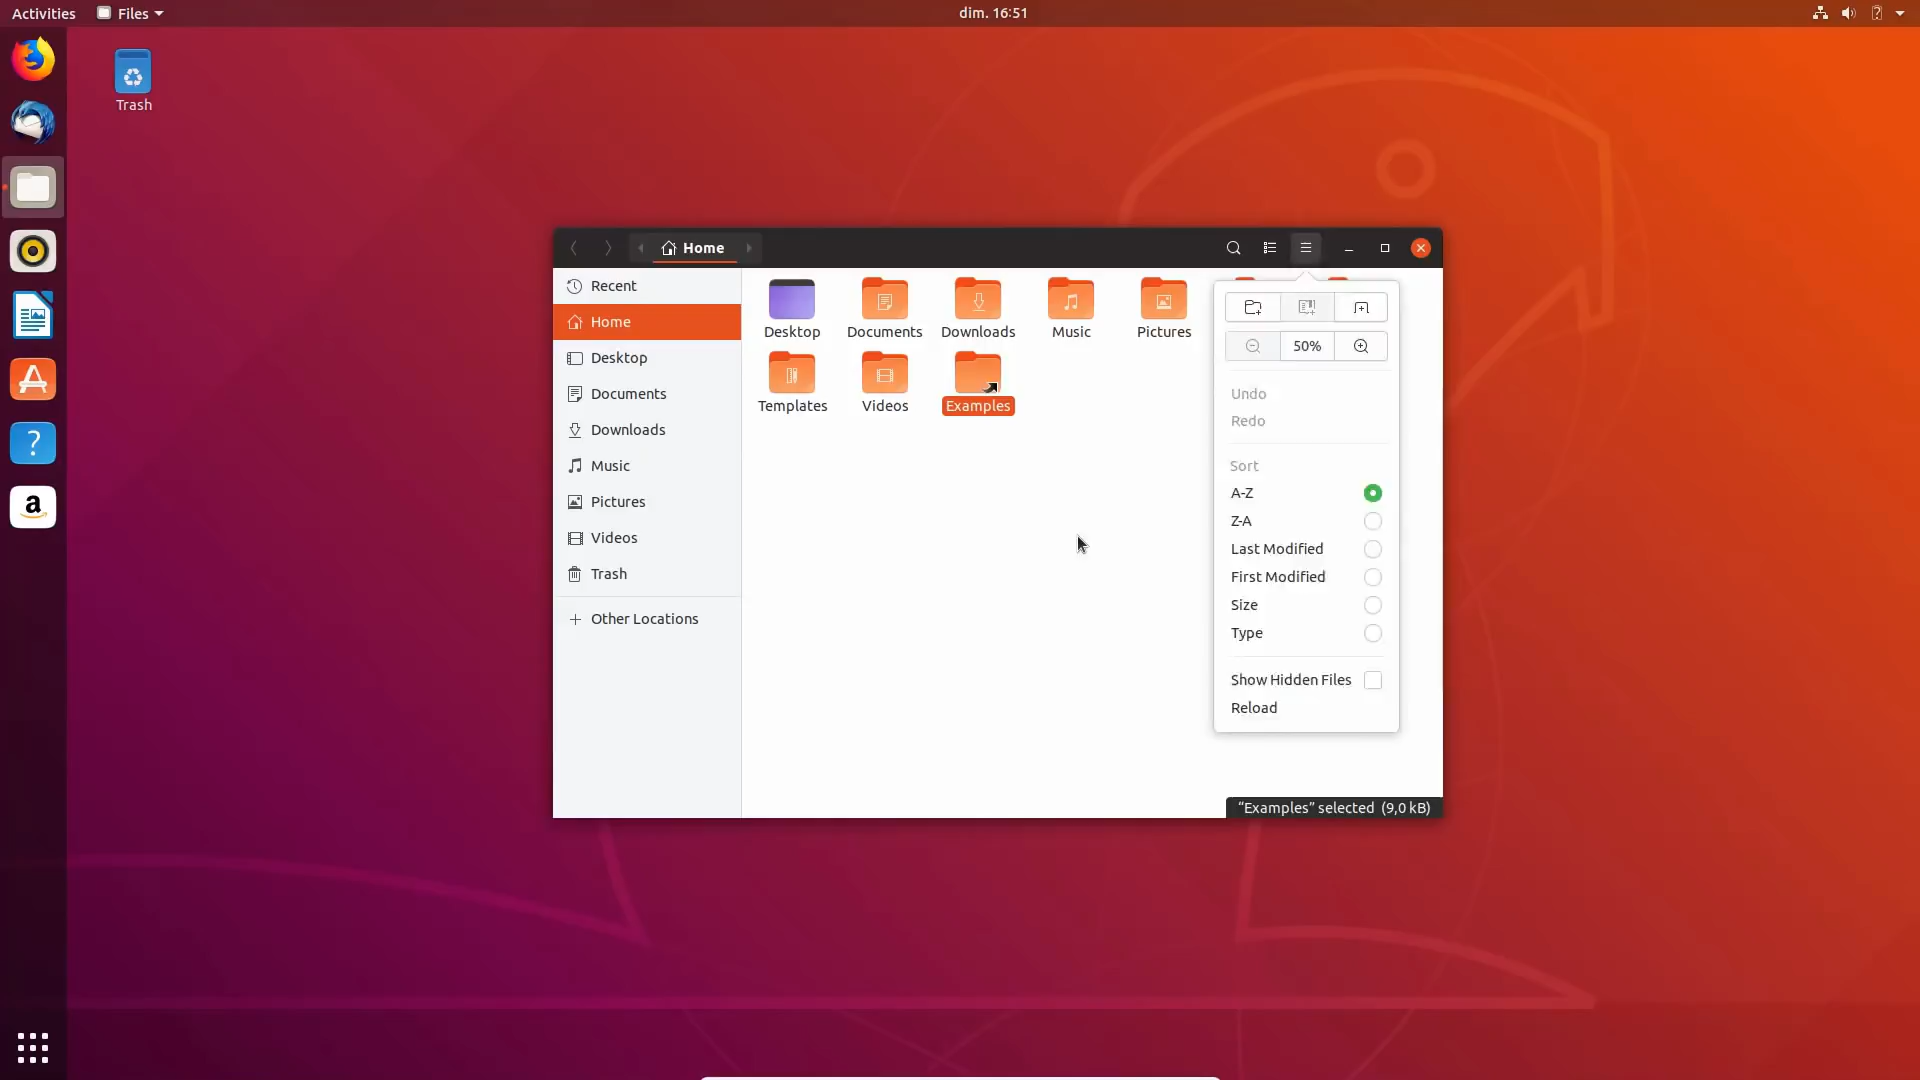 Activities
Files
dim. 16:51
Trash
Home
Recent
Home
Desktop
Documents
Downloads
Music
Pictures
Videos
Trash
Other Locations
Desktop
Documents
Downloads
Music
Pictures
Templates
Videos
Examples
50%
Undo
Redo
Sort
A-Z
Z-A
Last Modified
First Modified
Size
Type
Show Hidden Files
Reload
“Examples” selected (9,0 kB)